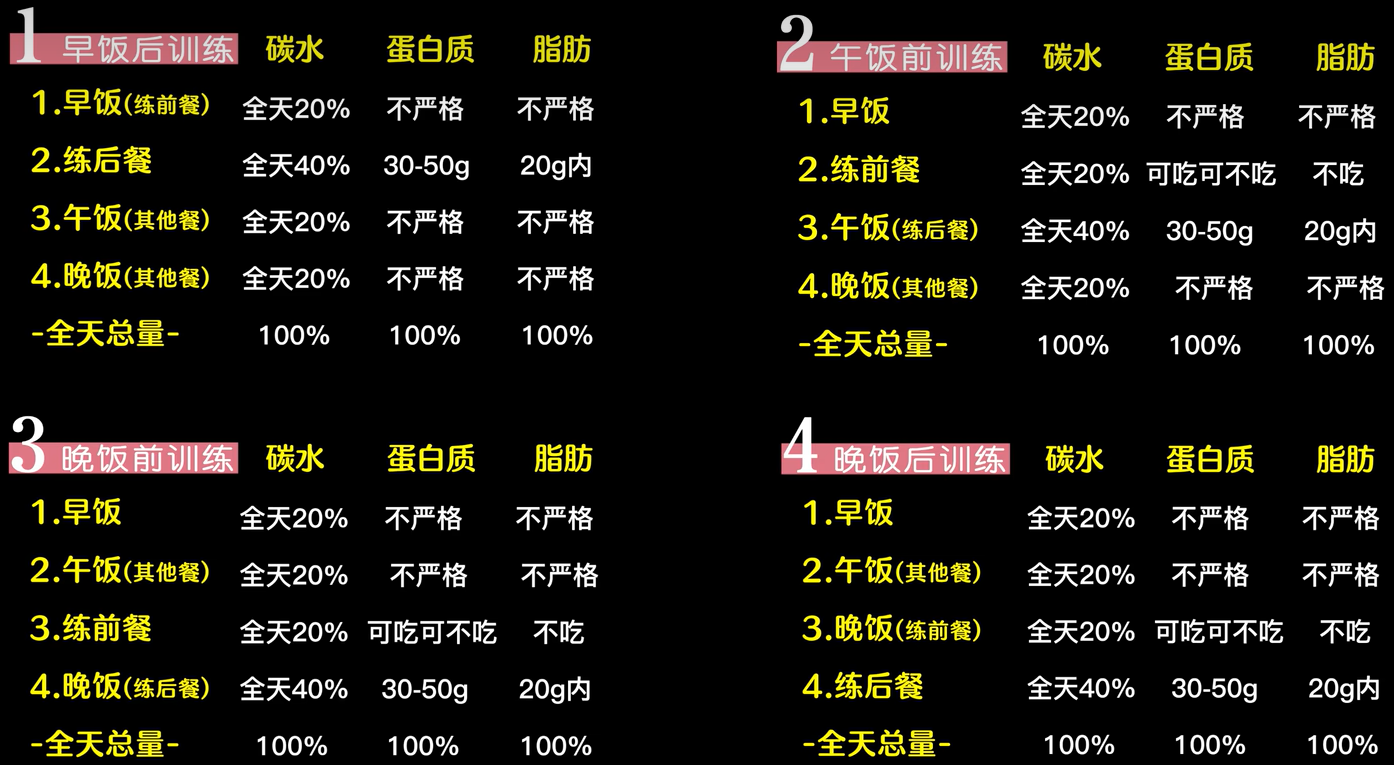 1 早饭后训练 碳水 蛋白质 脂肪
1.早饭(练前餐) 全天20% 不严格 不严格
2.练后餐 全天40% 30-50g 20g内
3.午饭(其他餐) 全天20% 不严格 不严格
4.晚饭(其他餐) 全天20% 不严格 不严格
-全天总量- 100% 100% 100%
2 午饭前训练 碳水 蛋白质 脂肪
1.早饭 全天20% 不严格 不严格
2.练前餐 全天20% 可吃可不吃 不吃
3.午饭(练后餐) 全天40% 30-50g 20g内
4.晚饭(其他餐) 全天20% 不严格 不严格
-全天总量- 100% 100% 100%
3 晚饭前训练 碳水 蛋白质 脂肪
1.早饭 全天20% 不严格 不严格
2.午饭(其他餐) 全天20% 不严格 不严格
3.练前餐 全天20% 可吃可不吃 不吃
4.晚饭(练后餐) 全天40% 30-50g 20g内
-全天总量- 100% 100% 100%
4 晚饭后训练 碳水 蛋白质 脂肪
1.早饭 全天20% 不严格 不严格
2.午饭(其他餐) 全天20% 不严格 不严格
3.晚饭(练前餐) 全天20% 可吃可不吃 不吃
4.练后餐 全天40% 30-50g 20g内
-全天总量- 100% 100% 100%